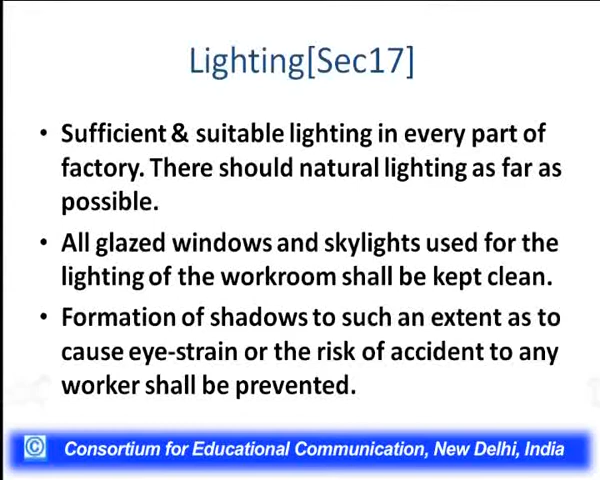 Lighting[Sec17]
• Sufficient & suitable lighting in every part of
factory. There should natural lighting as far as
possible.
• All glazed windows and skylights used for the
lighting of the workroom shall be kept clean.
• Formation of shadows to such an extent as to
cause eye-strain or the risk of accident to any
worker shall be prevented.
© Consortium for Educational Communication, New Delhi, India